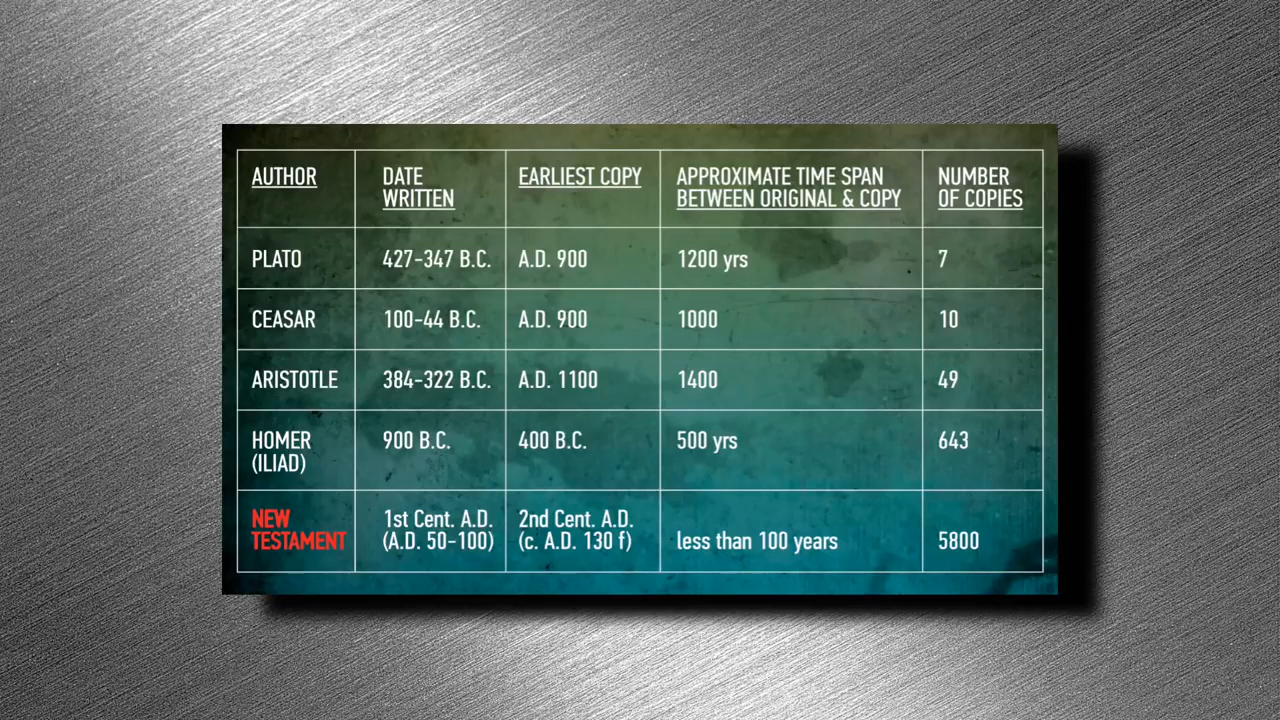 AUTHOR
DATE
WRITTEN
EARLIEST COPY
APPROXIMATE TIME SPAN
BETWEEN ORIGINAL & COPY
NUMBER
OF COPIES
PLATO
427-347 B.C.
A.D. 900
1200 yrs
7
CEASAR
100-44 B.C.
A.D. 900
1000
10
ARISTOTLE
384-322 B.C.
A.D. 1100
1400
49
HOMER
(ILIAD)
900 B.C.
400 B.C.
500 yrs
643
NEW
TESTAMENT
1st Cent. A.D.
(A.D. 50-100)
2nd Cent. A.D.
(c. A.D. 130 f)
less than 100 years
5800